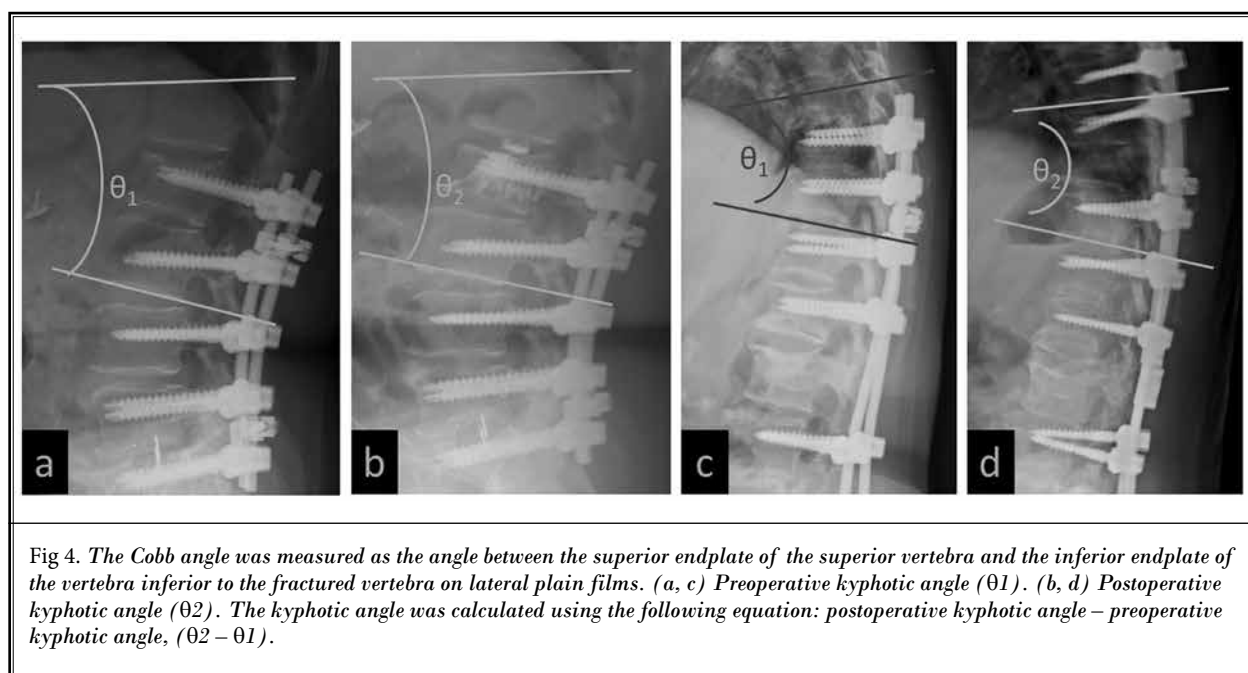 θ1
θ2
θ1
θ2
a
b
c
d
Fig 4. The Cobb angle was measured as the angle between the superior endplate of the superior vertebra and the inferior endplate of
the vertebra inferior to the fractured vertebra on lateral plain films. (a, c) Preoperative kyphotic angle (θ1). (b, d) Postoperative
kyphotic angle (θ2). The kyphotic angle was calculated using the following equation: postoperative kyphotic angle – preoperative
kyphotic angle, (θ2 – θ1).